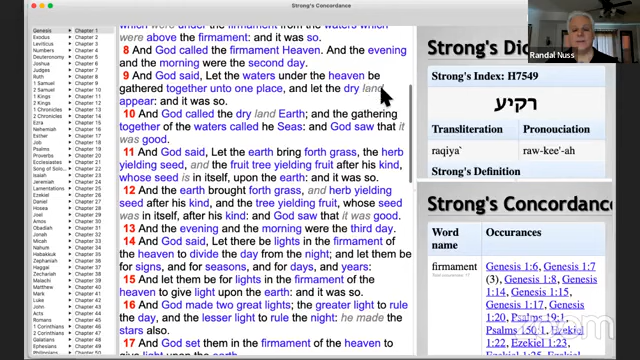 Strong's Concordance
Genesis
Exodus
Leviticus
Numbers
Deuteronomy
Joshua
Judges
Ruth
1 Samuel
2 Samuel
1 Kings
2 Kings
1 Chronicles
2 Chronicles
Ezra
Nehemiah
Esther
Job
Psalms
Proverbs
Ecclesiastes
Song of Solo
Isaiah
Jeremiah
Lamentations
Ezekiel
Daniel
Hosea
Joel
Amos
Obadiah
Jonah
Micah
Nahum
Habakkuk
Zephaniah
Haggai
Zechariah
Malachi
Matthew
Mark
Luke
John
Acts
Romans
1 Corinthians
2 Corinthians
Galatians
Ephesians
Chapter 1
Chapter 2
Chapter 3
Chapter 4
Chapter 5
Chapter 6
Chapter 7
Chapter 8
Chapter 9
Chapter 10
Chapter 11
Chapter 12
Chapter 13
Chapter 14
Chapter 15
Chapter 16
Chapter 17
Chapter 18
Chapter 19
Chapter 20
Chapter 21
Chapter 22
Chapter 23
Chapter 24
Chapter 25
Chapter 26
Chapter 27
Chapter 28
Chapter 29
Chapter 30
Chapter 31
Chapter 32
Chapter 33
Chapter 34
Chapter 35
Chapter 36
Chapter 37
Chapter 38
Chapter 39
Chapter 40
Chapter 41
Chapter 42
Chapter 43
Chapter 44
Chapter 45
Chapter 46
Chapter 47
Chapter 48
Chapter 49
Chapter 50
which were under the firmament from the waters which
were above the firmament: and it was so.
8 And God called the firmament Heaven. And the evening
and the morning were the second day.
9 And God said, Let the waters under the heaven be
gathered together unto one place, and let the dry land
appear: and it was so.
10 And God called the dry land Earth; and the gathering
together of the waters called he Seas: and God saw that it
was good.
11 And God said, Let the earth bring forth grass, the herb
yielding seed, and the fruit tree yielding fruit after his kind,
whose seed is in itself, upon the earth: and it was so.
12 And the earth brought forth grass, and herb yielding
seed after his kind, and the tree yielding fruit, whose seed
was in itself, after his kind: and God saw that it was good.
13 And the evening and the morning were the third day.
14 And God said, Let there be lights in the firmament of
the heaven to divide the day from the night; and let them be
for signs, and for seasons, and for days, and years:
15 And let them be for lights in the firmament of the
heaven to give light upon the earth: and it was so.
16 And God made two great lights; the greater light to rule
the day, and the lesser light to rule the night: he made the
stars also.
17 And God set them in the firmament of the heaven to
give light upon the earth
Strong's Dic
Strong's Index: H7549
רקיע
Transliteration Pronouciation
raqiya` raw-kee'-ah
Strong's Definition
Strong's Concordanc
Word name Occurances
firmament
Genesis 1:6, Genesis 1:7
(3), Genesis 1:8, Genesis
1:14, Genesis 1:15,
Genesis 1:17, Genesis
1:20, Psalms 19:1,
Psalms 150:1, Ezekiel
1:22, Ezekiel 1:23,
Randal Nuss
zoom